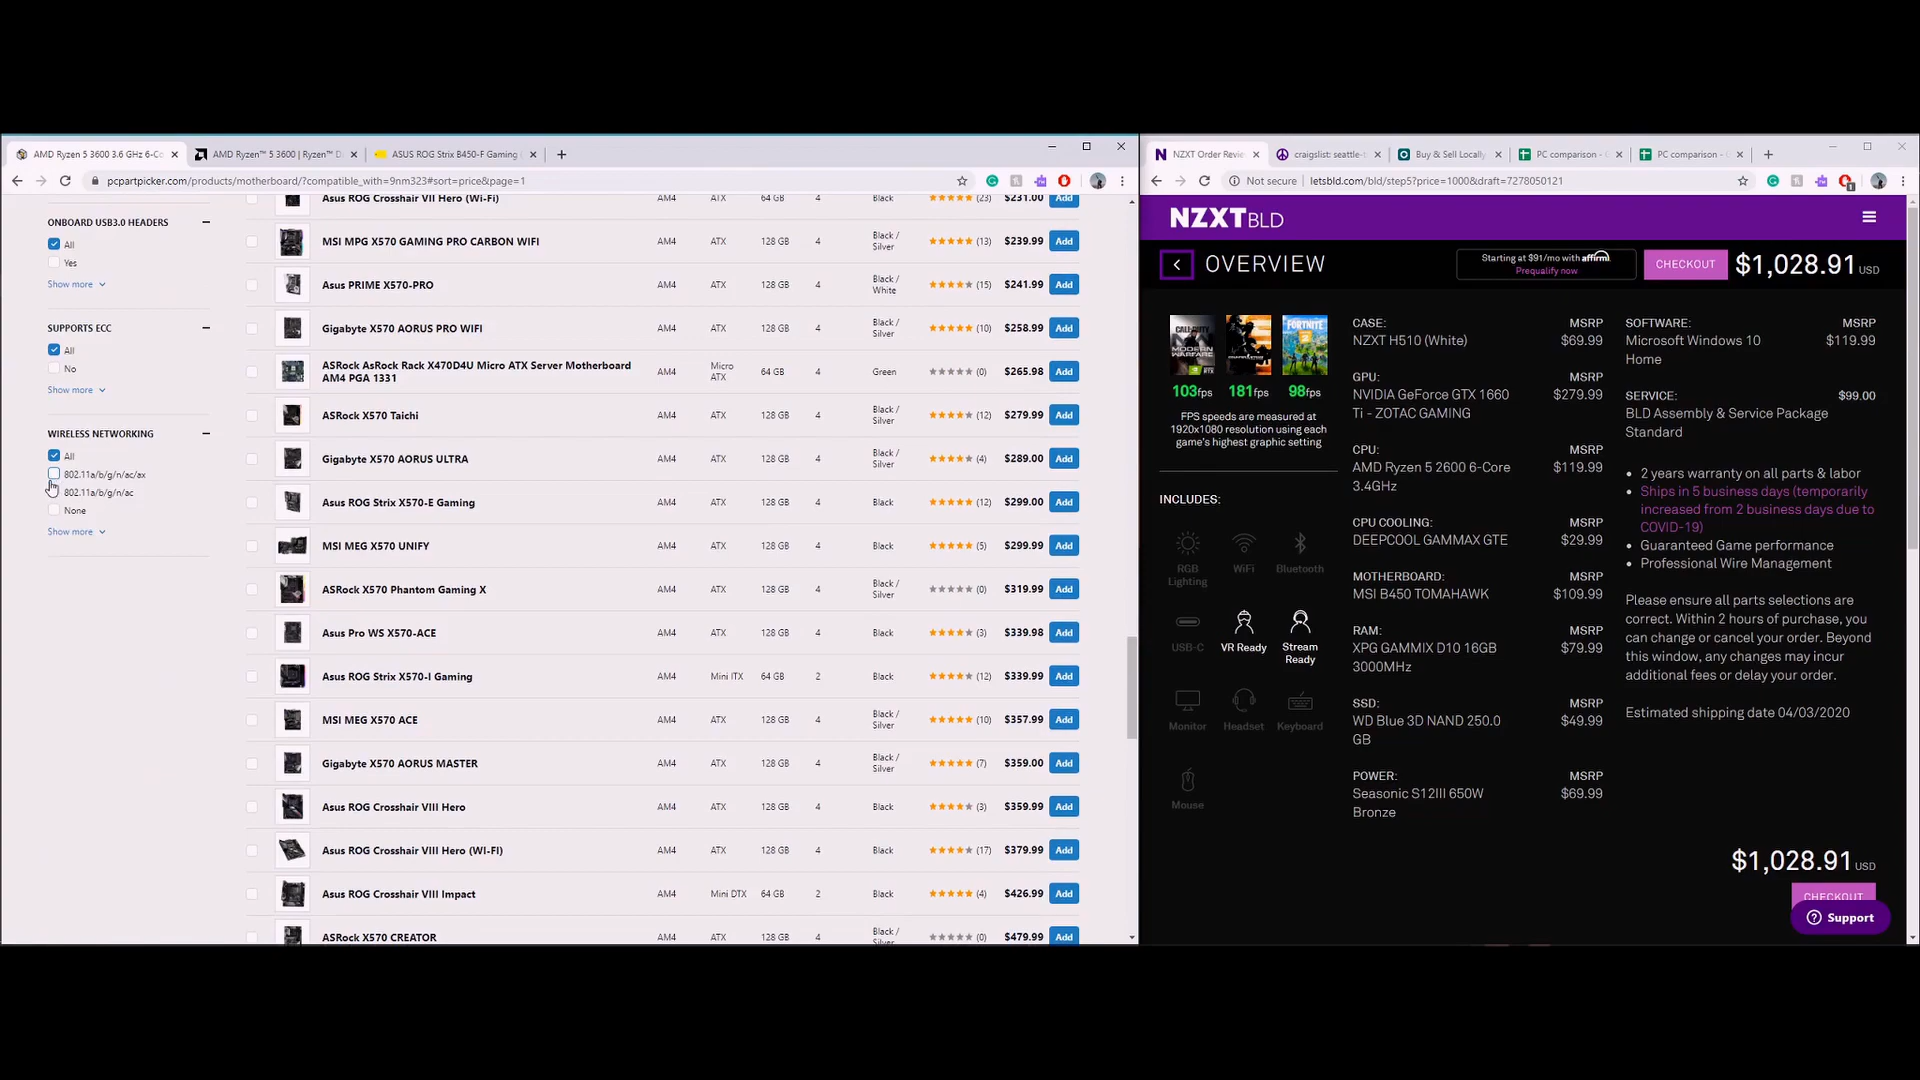 AMD Ryzen 5 3600 3.6 GHz 6-Co
AMD Ryzen™ 5 3600 | Ryzen™ D
ASUS ROG Strix B450-F Gaming
pcpartpicker.com/products/motherboard/?compatible_with=9nm323#sort=price&page=1
ONBOARD USB3.0 HEADERS
All
Yes
Show more
SUPPORTS ECC
All
No
Show more
WIRELESS NETWORKING
All
802.11a/b/g/n/ac/ax
802.11a/b/g/n/ac
None
Show more
Asus ROG Crosshair VII Hero (Wi-Fi) AM4 ATX 64 GB 4 Black (23) $231.00 Add
MSI MPG X570 GAMING PRO CARBON WIFI AM4 ATX 128 GB 4 Black / Silver (13) $239.99 Add
Asus PRIME X570-PRO AM4 ATX 128 GB 4 Black / White (15) $241.99 Add
Gigabyte X570 AORUS PRO WIFI AM4 ATX 128 GB 4 Black / Silver (10) $258.99 Add
ASRock AsRock Rack X470D4U Micro ATX Server Motherboard
AM4 PGA 1331 AM4 Micro ATX 64 GB 4 Green (0) $265.98 Add
ASRock X570 Taichi AM4 ATX 128 GB 4 Black / Silver (12) $279.99 Add
Gigabyte X570 AORUS ULTRA AM4 ATX 128 GB 4 Black / Silver (4) $289.00 Add
Asus ROG Strix X570-E Gaming AM4 ATX 128 GB 4 Black (12) $299.00 Add
MSI MEG X570 UNIFY AM4 ATX 128 GB 4 Black (5) $299.99 Add
ASRock X570 Phantom Gaming X AM4 ATX 128 GB 4 Black / Silver (0) $319.99 Add
Asus Pro WS X570-ACE AM4 ATX 128 GB 4 Black (3) $339.98 Add
Asus ROG Strix X570-I Gaming AM4 Mini ITX 64 GB 2 Black (12) $339.99 Add
MSI MEG X570 ACE AM4 ATX 128 GB 4 Black / Silver (10) $357.99 Add
Gigabyte X570 AORUS MASTER AM4 ATX 128 GB 4 Black / Silver (7) $359.00 Add
Asus ROG Crosshair VIII Hero AM4 ATX 128 GB 4 Black (3) $359.99 Add
Asus ROG Crosshair VIII Hero (WI-FI) AM4 ATX 128 GB 4 Black (17) $379.99 Add
Asus ROG Crosshair VIII Impact AM4 Mini DTX 64 GB 2 Black (4) $426.99 Add
ASRock X570 CREATOR AM4 ATX 128 GB 4 Black / Silver (0) $479.99 Add
NZXT Order Revie
craigslist: seattle-t
Buy & Sell Locally
PC comparison -
PC comparison -
Not secure | letsbld.com/bld/step5?price=1000&draft=7278050121
NZXT BLD
OVERVIEW
Starting at $91/mo with affirm
Prequalify now
CHECKOUT
$1,028.91 USD
CALL OF DUTY
MODERN
WARFARE
FORTNITE
2
103fps
181fps
98fps
FPS speeds are measured at
1920x1080 resolution using each
game's highest graphic setting
INCLUDES:
RGB
Lighting
WiFi
Bluetooth
USB-C
VR Ready
Stream
Ready
Monitor
Headset
Keyboard
Mouse
CASE: MSRP
NZXT H510 (White) $69.99
GPU: MSRP
NVIDIA GeForce GTX 1660 $279.99
Ti - ZOTAC GAMING
CPU: MSRP
AMD Ryzen 5 2600 6-Core $119.99
3.4GHz
CPU COOLING: MSRP
DEEPCOOL GAMMAX GTE $29.99
MOTHERBOARD: MSRP
MSI B450 TOMAHAWK $109.99
RAM: MSRP
XPG GAMMIX D10 16GB $79.99
3000MHz
SSD: MSRP
WD Blue 3D NAND 250.0 $49.99
GB
POWER: MSRP
Seasonic S12III 650W $69.99
Bronze
SOFTWARE: MSRP
Microsoft Windows 10 $119.99
Home
SERVICE: $99.00
BLD Assembly & Service Package
Standard
• 2 years warranty on all parts & labor
• Ships in 5 business days (temporarily
increased from 2 business days due to
COVID-19)
• Guaranteed Game performance
• Professional Wire Management
Please ensure all parts selections are
correct. Within 2 hours of purchase, you
can change or cancel your order. Beyond
this window, any changes may incur
additional fees or delay your order.
Estimated shipping date 04/03/2020
$1,028.91 USD
CHECKOUT
Support